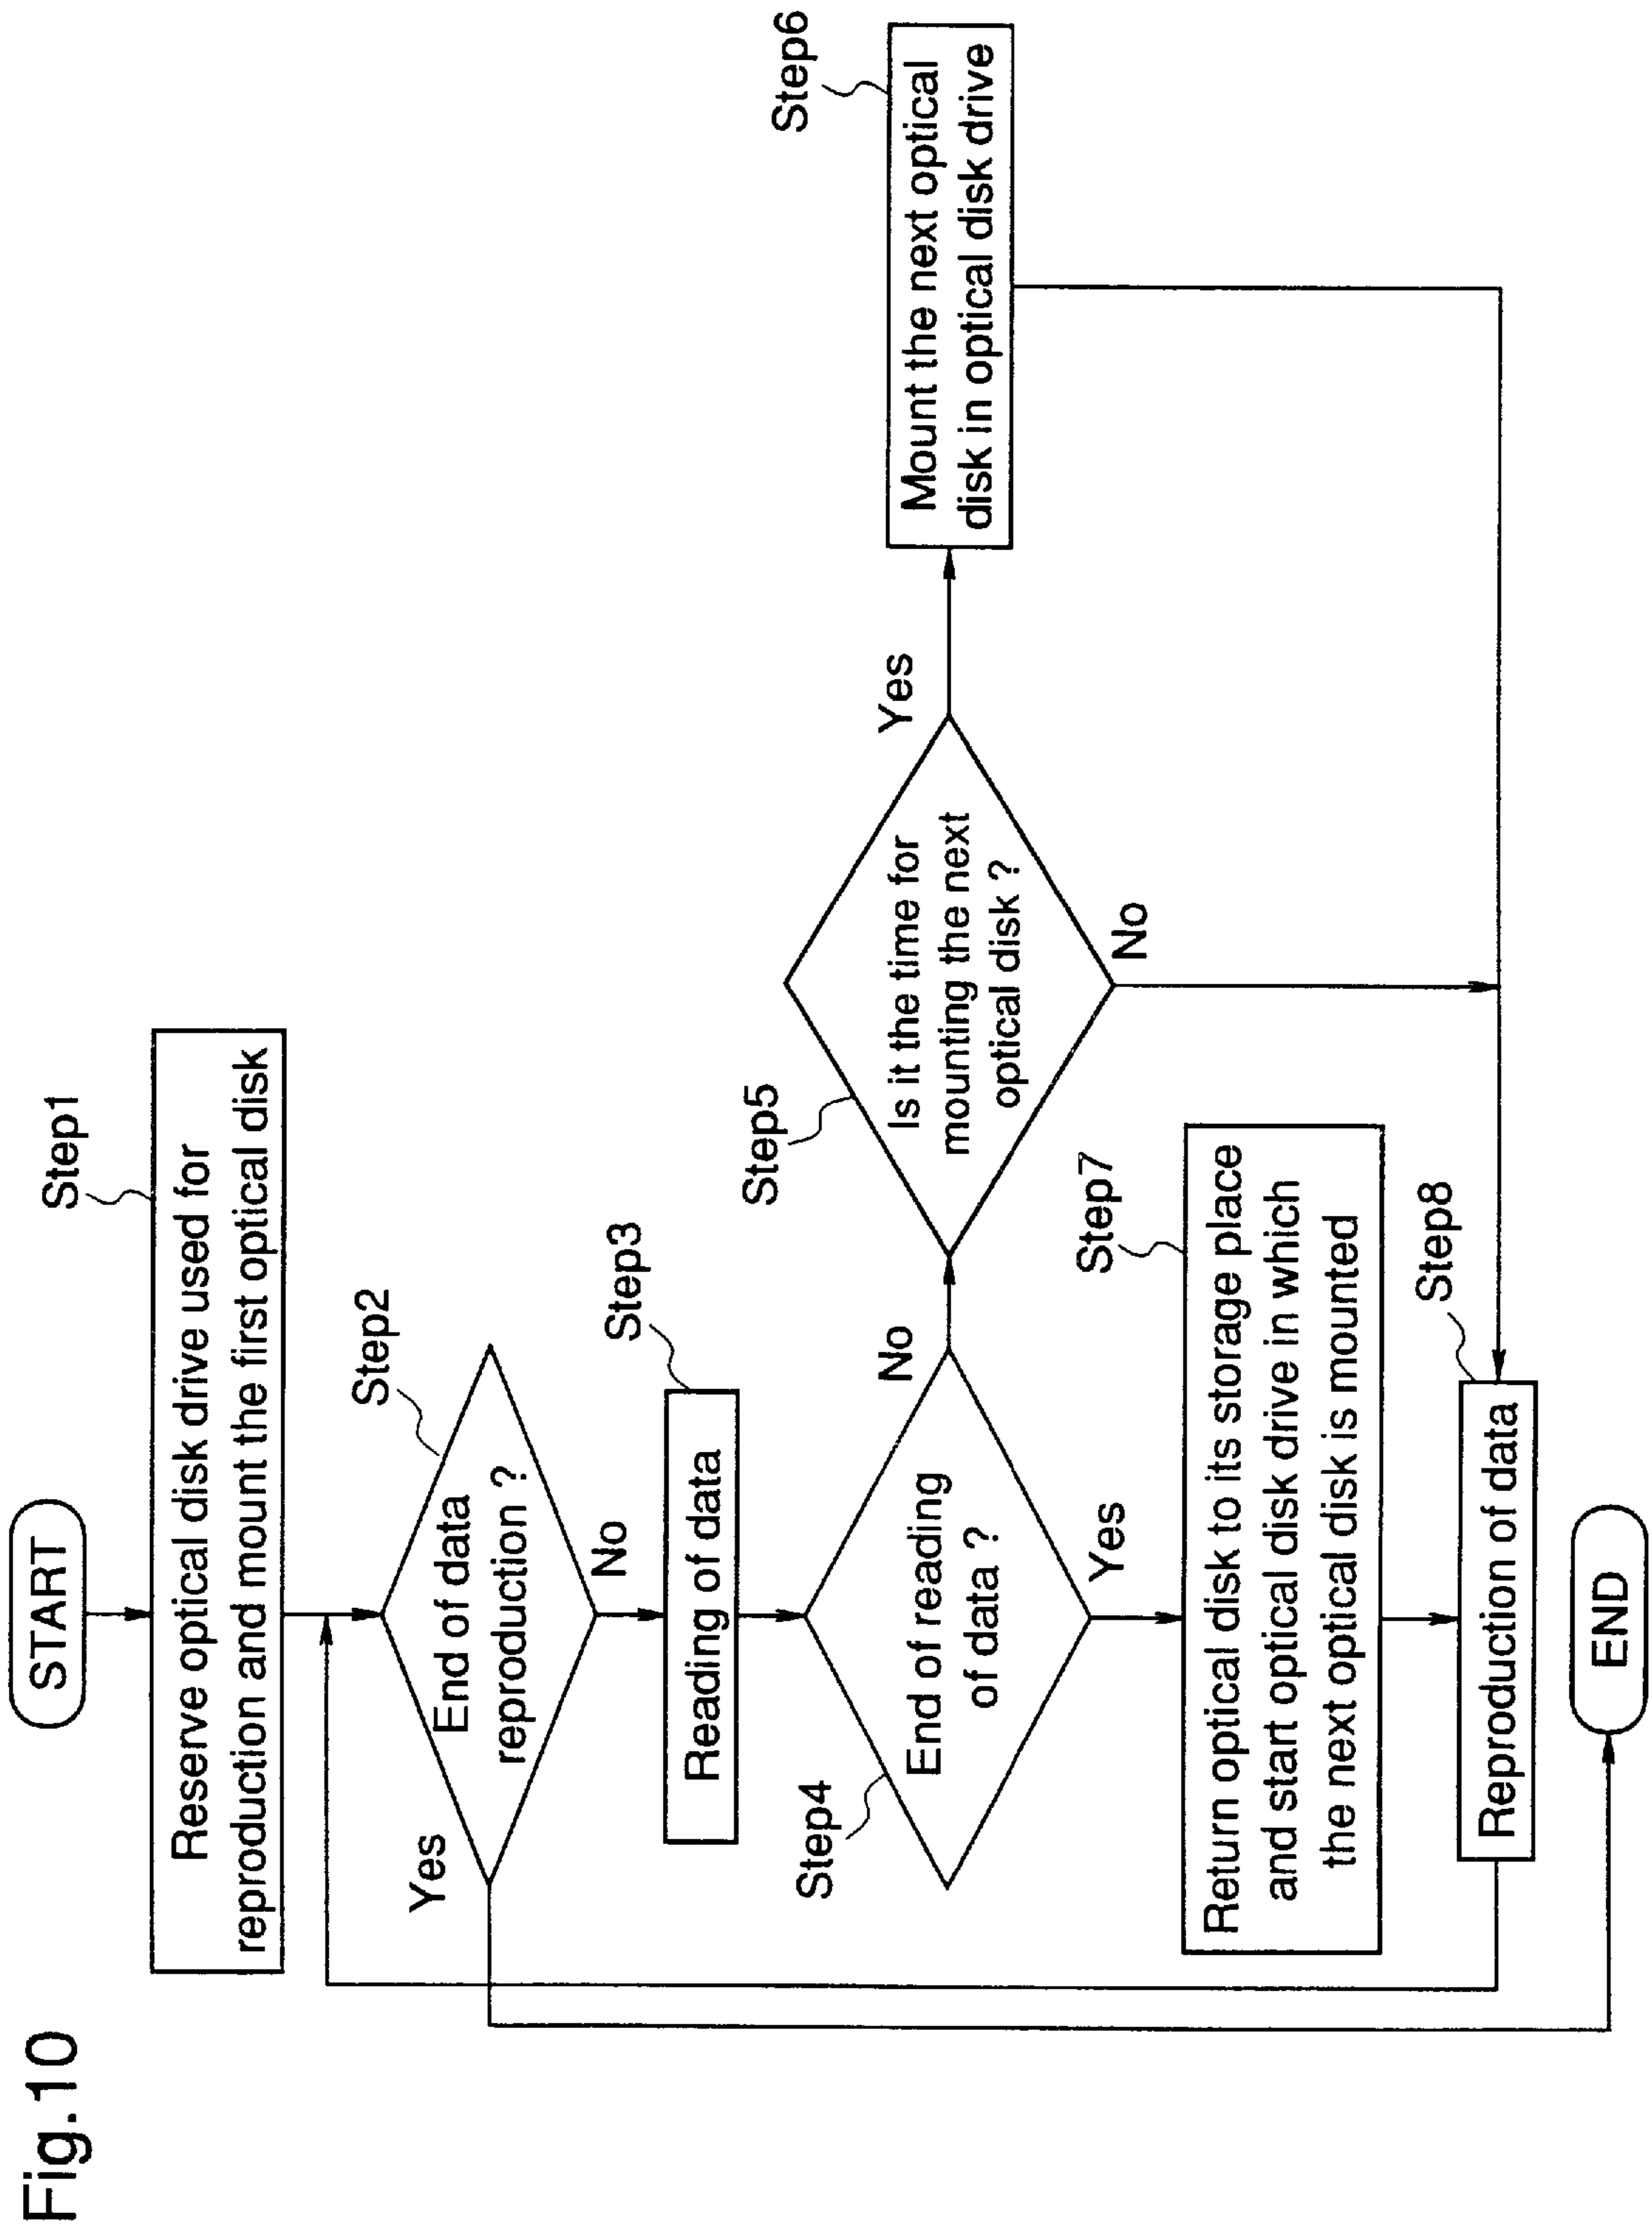 Fig.10
START
Step1
Reserve optical disk drive used for
reproduction and mount the first optical disk
Step2
End of data
reproduction ?
Yes
No
Step3
Reading of data
Step4
End of reading
of data ?
No
Yes
Step5
Is it the time for
mounting the next
optical disk ?
Yes
No
Step6
Mount the next optical
disk in optical disk drive
Step7
Return optical disk to its storage place
and start optical disk drive in which
the next optical disk is mounted
Step8
Reproduction of data
END